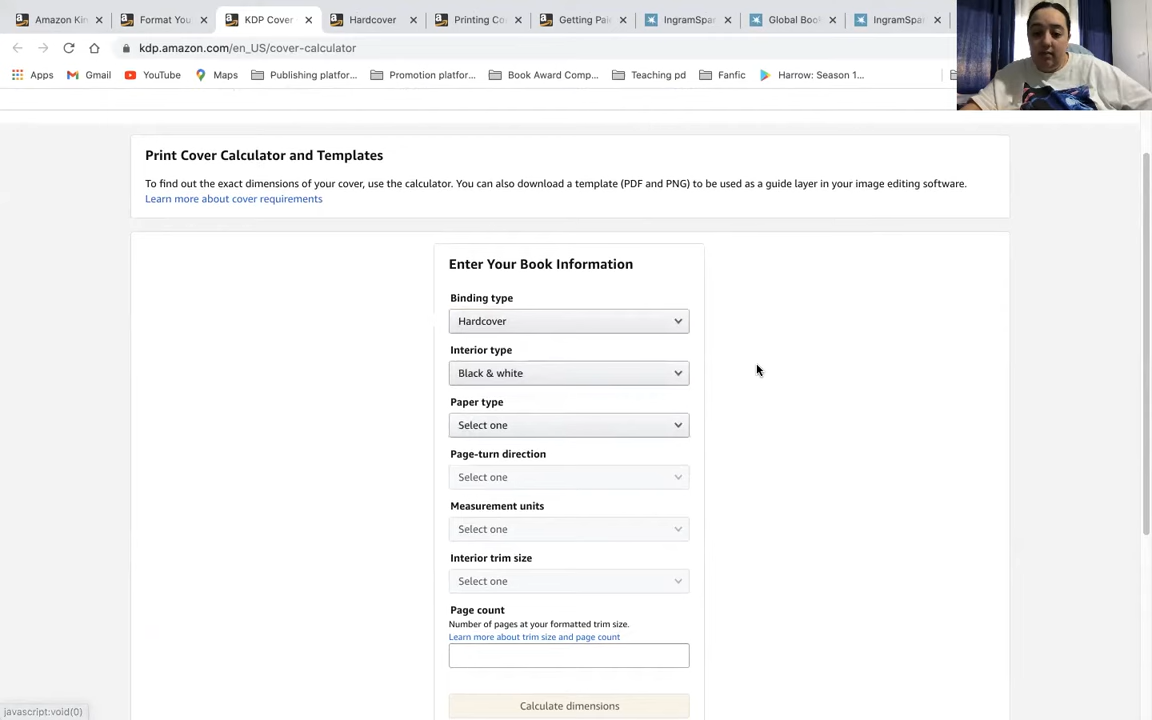 Amazon Kin
Format You
KDP Cover
Hardcover
Printing Co
Getting Pai
IngramSpa
Global Boo
IngramSpa
kdp.amazon.com/en_US/cover-calculator
Apps
Gmail
YouTube
Maps
Publishing platfor...
Promotion platfor...
Book Award Comp...
Teaching pd
Fanfic
Harrow: Season 1...
Print Cover Calculator and Templates
To find out the exact dimensions of your cover, use the calculator. You can also download a template (PDF and PNG) to be used as a guide layer in your image editing software.
Learn more about cover requirements
Enter Your Book Information
Binding type
Hardcover
Interior type
Black & white
Paper type
Select one
Page-turn direction
Select one
Measurement units
Select one
Interior trim size
Select one
Page count
Number of pages at your formatted trim size.
Learn more about trim size and page count
Calculate dimensions
javascript:void(0)